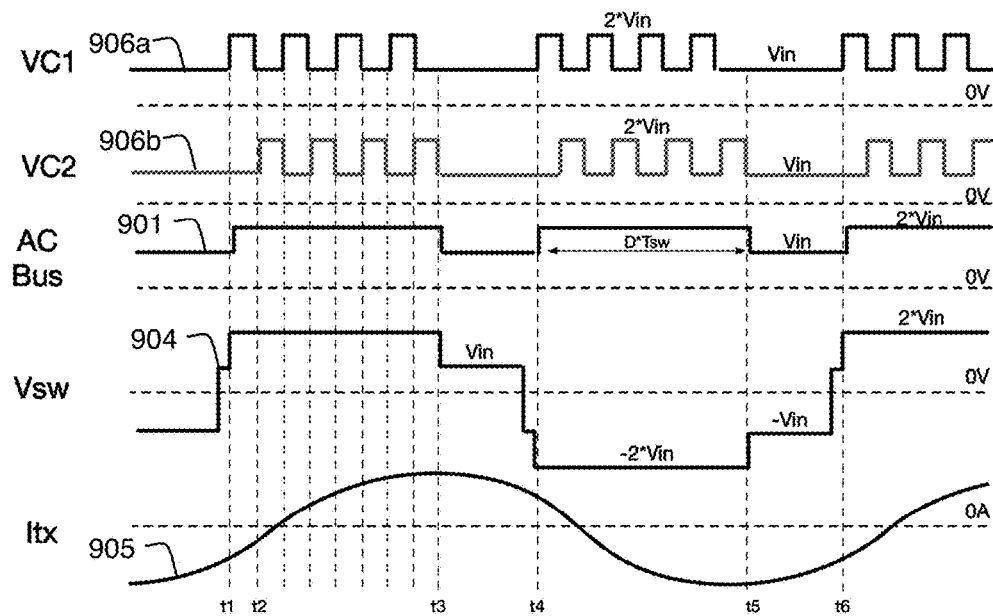 906a
VC1
2*Vin
Vin
0V
906b
VC2
2*Vin
Vin
0V
901
AC
Bus
D*Tsw
Vin
2*Vin
0V
904
Vsw
Vin
2*Vin
0V
~Vin
~2*Vin
Itx
0A
905
t1 t2 t3 t4 t5 t6